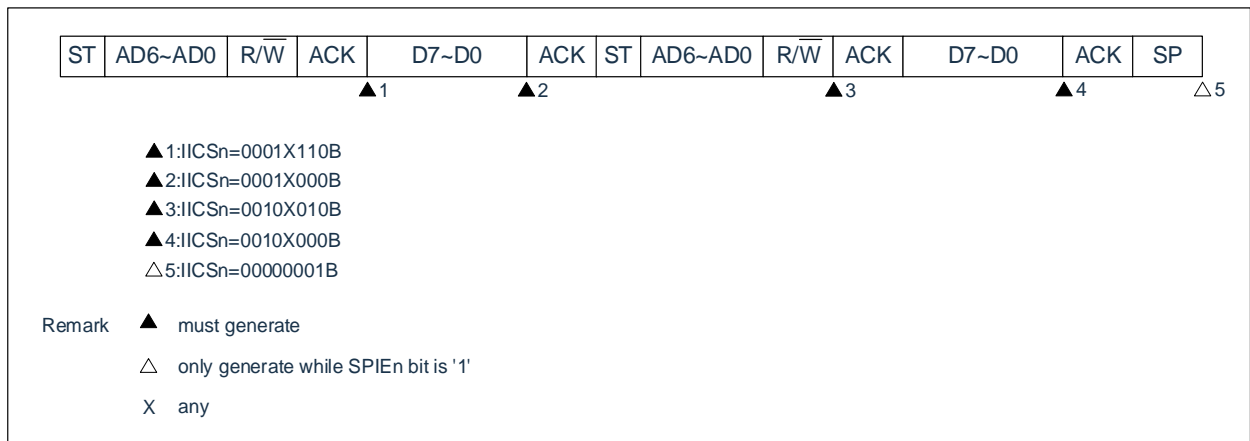 ST AD6~AD0 R/W̅ ACK D7~D0 ACK ST AD6~AD0 R/W̅ ACK D7~D0 ACK SP
▲1 ▲2 ▲3 ▲4 △5
▲1:IICSn=0001X110B
▲2:IICSn=0001X000B
▲3:IICSn=0010X010B
▲4:IICSn=0010X000B
△5:IICSn=00000001B
Remark ▲ must generate
△ only generate while SPIEn bit is '1'
X any